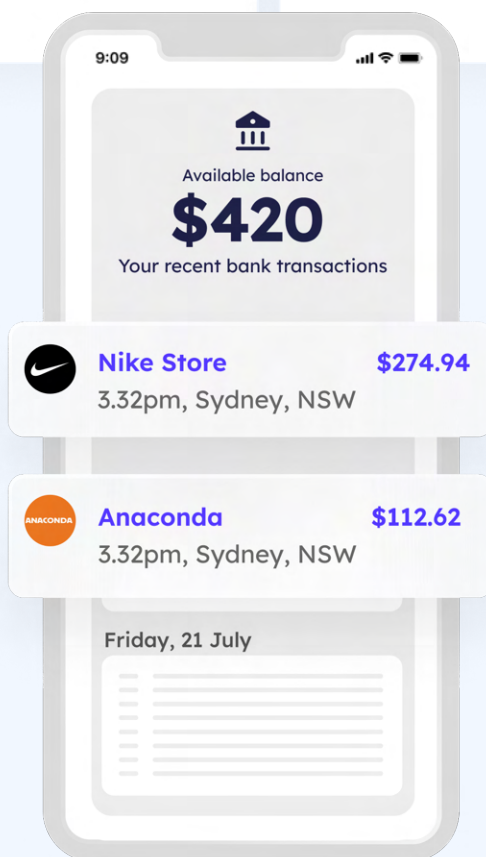 9:09
Available balance
$420
Your recent bank transactions
Nike Store $274.94
3.32pm, Sydney, NSW
ANACONDA
Anaconda $112.62
3.32pm, Sydney, NSW
Friday, 21 July